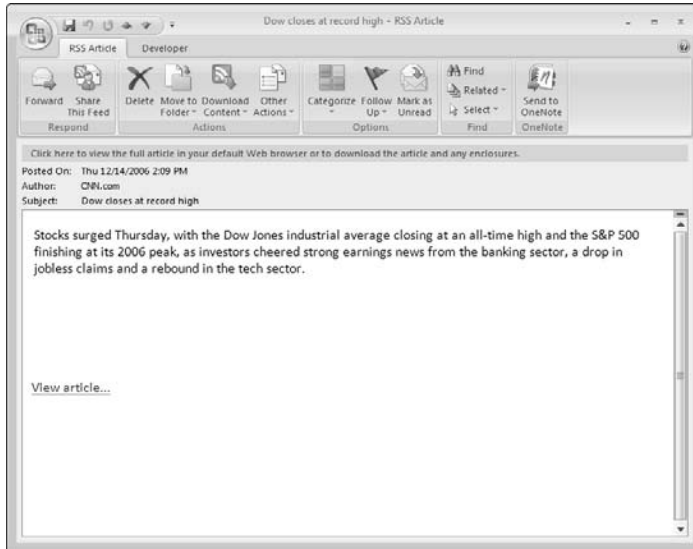 Dow closes at record high - RSS Article
RSS Article Developer
Forward Share This Feed Delete Move to Folder Download Content Other Actions Categorize Follow Up Mark as Unread Find Related Select Send to OneNote
Respond Actions Options Find OneNote
Click here to view the full article in your default Web browser or to download the article and any enclosures.
Posted On: Thu 12/14/2006 2:09 PM
Author: CNN.com
Subject: Dow closes at record high
Stocks surged Thursday, with the Dow Jones industrial average closing at an all-time high and the S&P 500
finishing at its 2006 peak, as investors cheered strong earnings news from the banking sector, a drop in
jobless claims and a rebound in the tech sector.
View article...